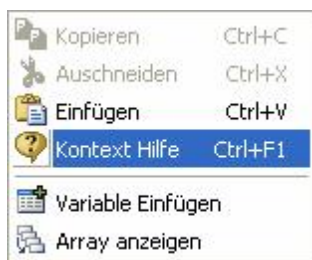 Kopieren Ctrl+C
Auschneiden Ctrl+X
Einfügen Ctrl+V
Kontext Hilfe Ctrl+F1
Variable Einfügen
Array anzeigen